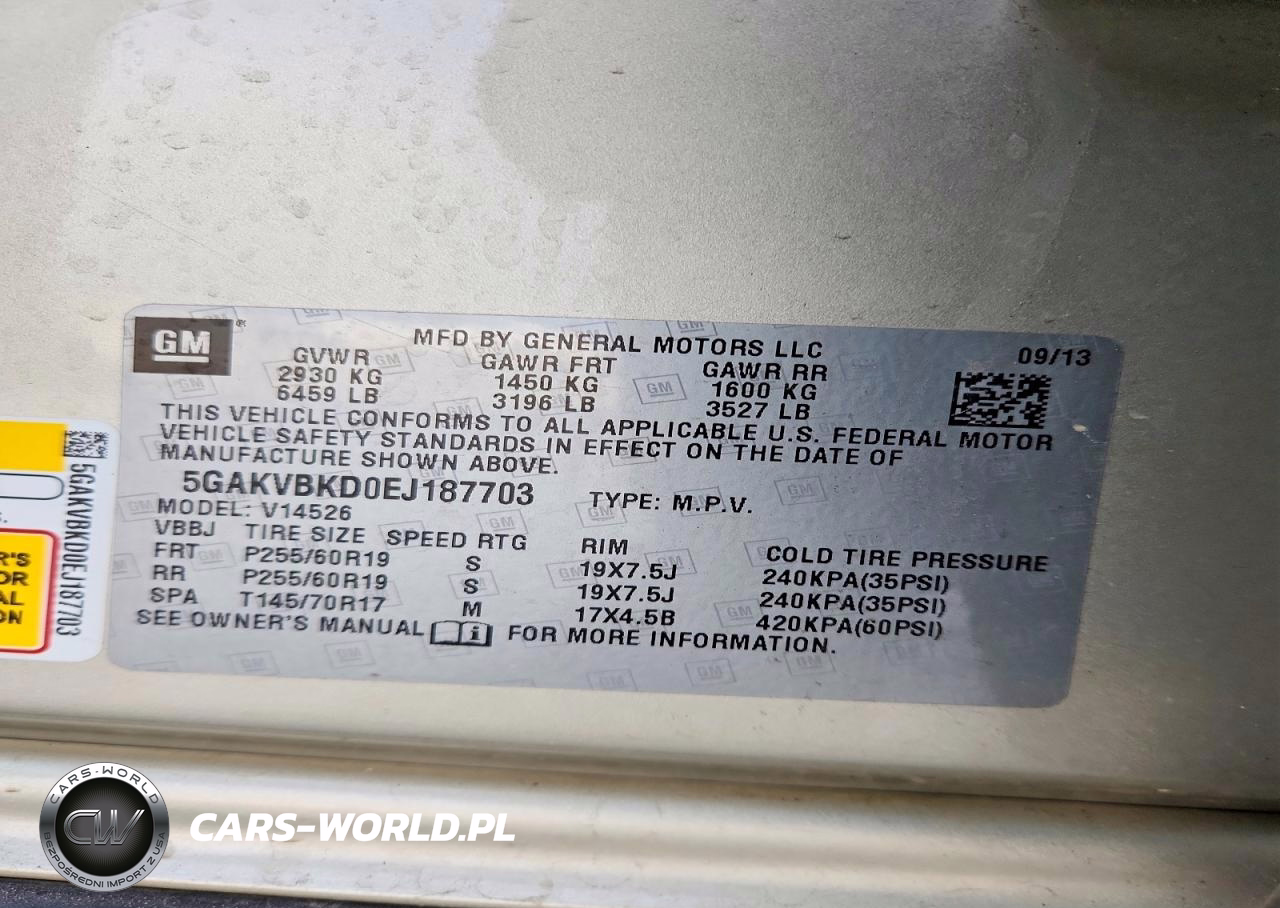 GM
MFD BY GENERAL MOTORS LLC
09/13
GVWR GAWR FRT GAWR RR
2930 KG 1450 KG 1600 KG
6459 LB 3196 LB 3527 LB
THIS VEHICLE CONFORMS TO ALL APPLICABLE U.S. FEDERAL MOTOR
VEHICLE SAFETY STANDARDS IN EFFECT ON THE DATE OF
MANUFACTURE SHOWN ABOVE.
5GAKVBKD0EJ187703 TYPE: M.P.V.
MODEL: V14526
VBBJ TIRE SIZE SPEED RTG RIM COLD TIRE PRESSURE
FRT P255/60R19 S 19X7.5J 240KPA(35PSI)
RR P255/60R19 S 19X7.5J 240KPA(35PSI)
SPA T145/70R17 M 17X4.5B 420KPA(60PSI)
SEE OWNER'S MANUAL i FOR MORE INFORMATION.
5GAKVBKD0EJ187703
CARS-WORLD
CW
BEZPOŚREDNI IMPORT Z USA
CARS-WORLD.PL